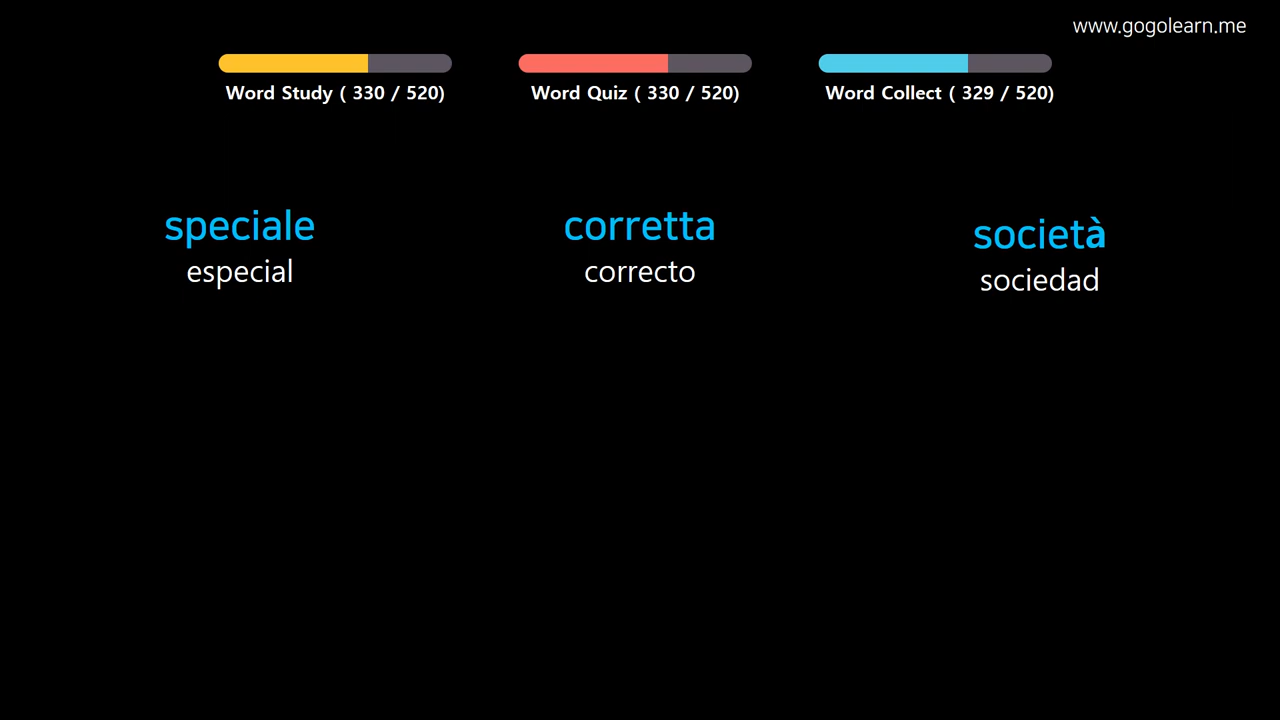 www.gogolearn.me
Word Study ( 330 / 520)
Word Quiz ( 330 / 520)
Word Collect ( 329 / 520)
speciale
especial
corretta
correcto
società
sociedad